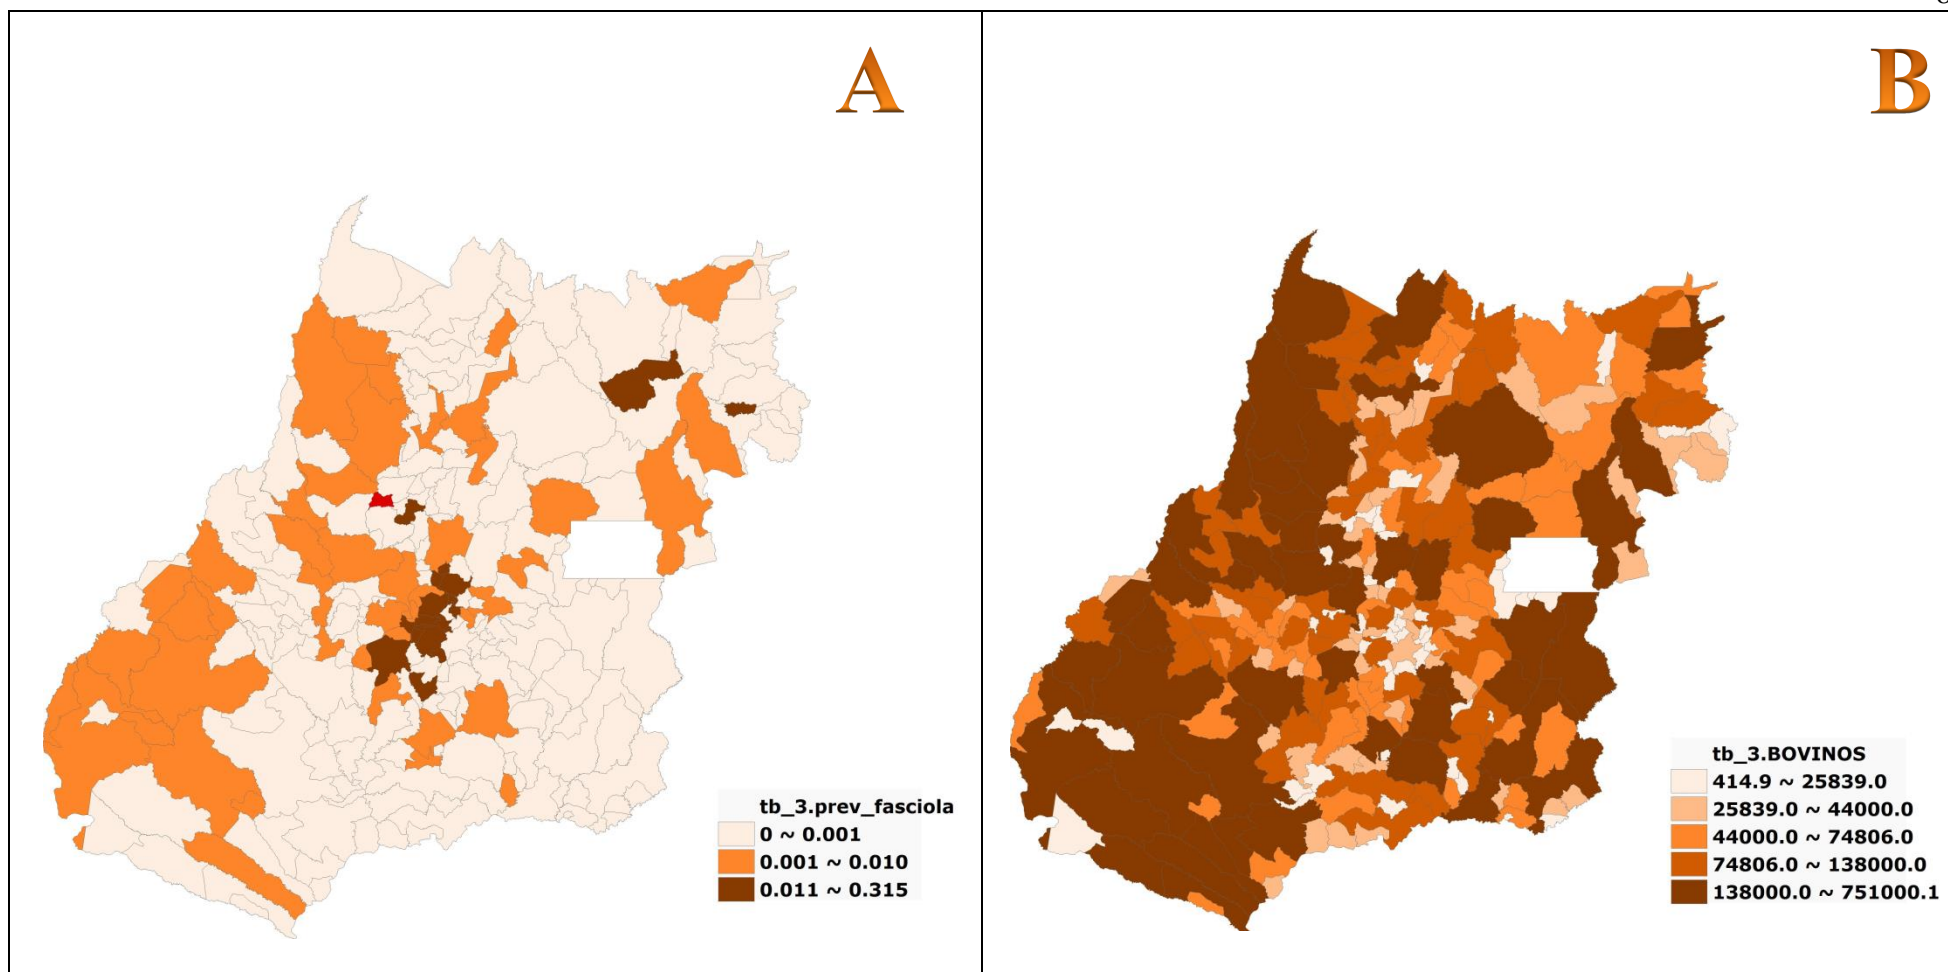 A
B
tb_3.prev_fasciola
0 ~ 0.001
0.001 ~ 0.010
0.011 ~ 0.315
tb_3.BOVINOS
414.9 ~ 25839.0
25839.0 ~ 44000.0
44000.0 ~ 74806.0
74806.0 ~ 138000.0
138000.0 ~ 751000.1